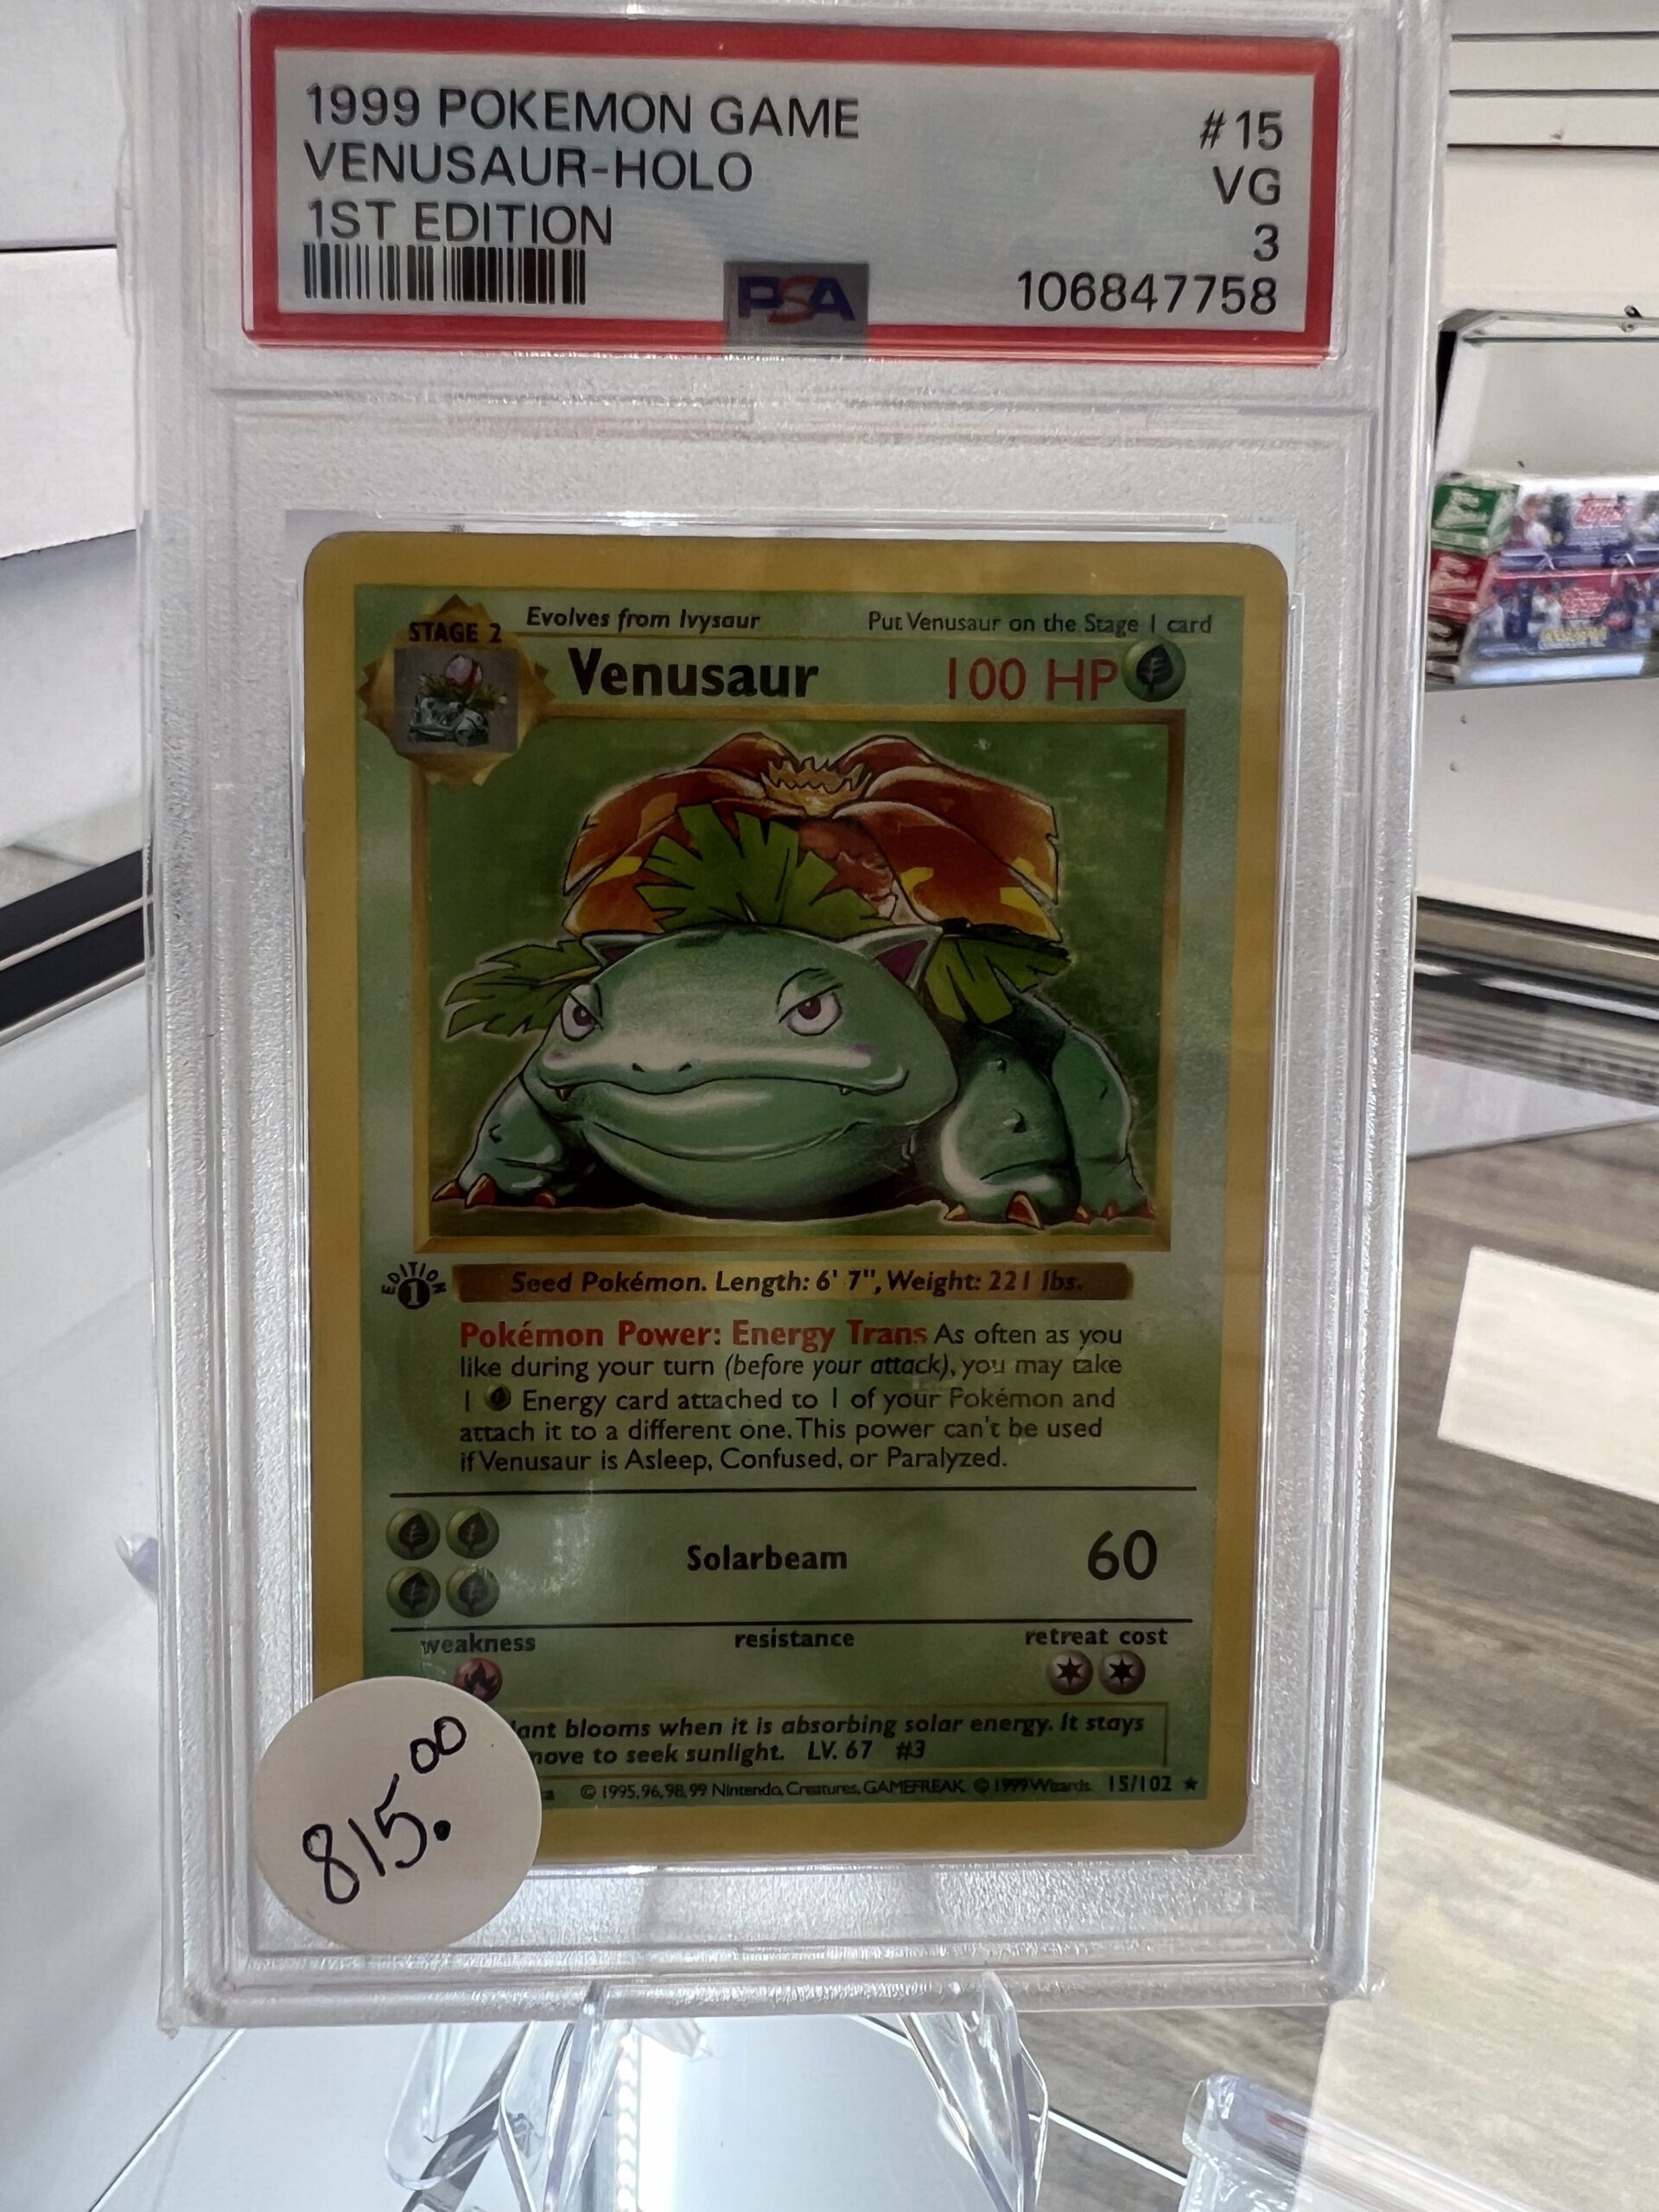 1999 POKEMON GAME #15
VENUSAUR-HOLO VG
1ST EDITION 3
PSA 106847758
STAGE 2 Evolves from Ivysaur Put Venusaur on the Stage 1 card
Venusaur 100 HP
EDITION 1
Seed Pokémon. Length: 6' 7", Weight: 221 lbs.
Pokémon Power: Energy Trans As often as you
like during your turn (before your attack), you may take
1 Energy card attached to 1 of your Pokémon and
attach it to a different one. This power can't be used
if Venusaur is Asleep, Confused, or Paralyzed.
Solarbeam 60
weakness resistance retreat cost
lant blooms when it is absorbing solar energy. It stays
move to seek sunlight. LV. 67 #3
© 1995, 96, 98, 99 Nintendo, Creatures, GAMEFREAK. © 1999 Wizards. 15/102 ★
815.00